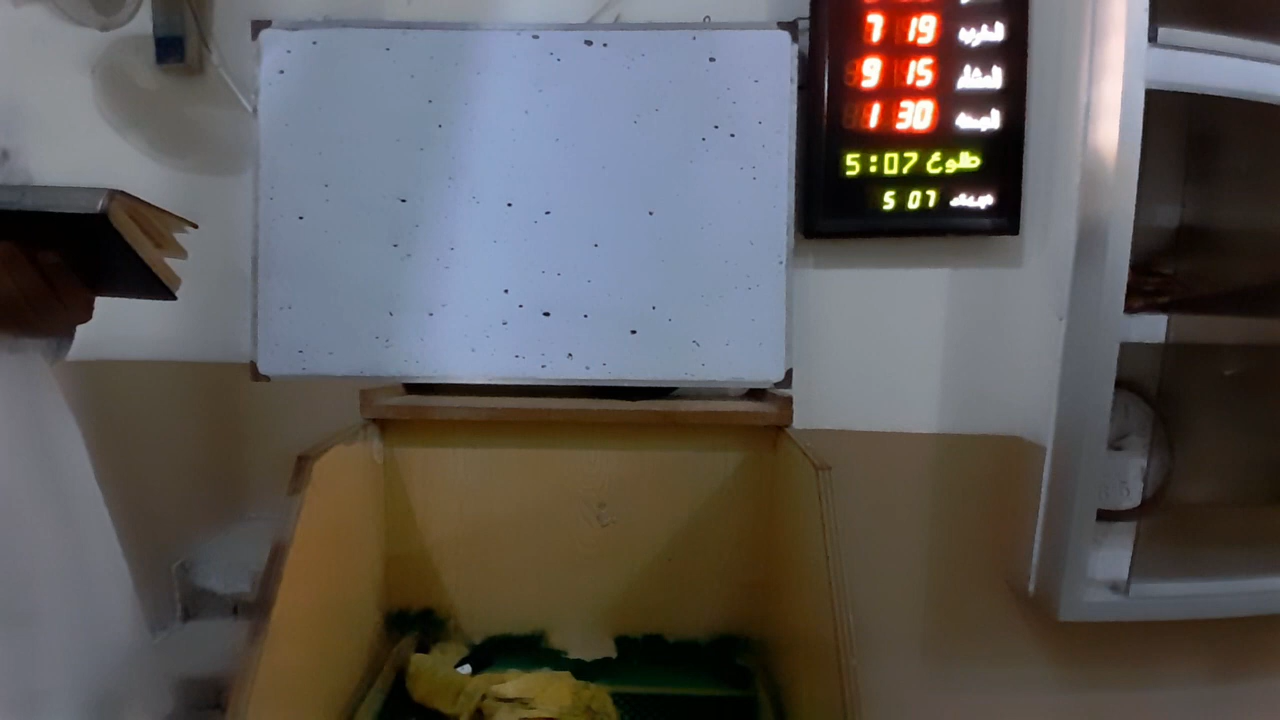 7 19 المغرب
9 15 العشاء
1 30 الجمعة
5:07 طلوع
5 07